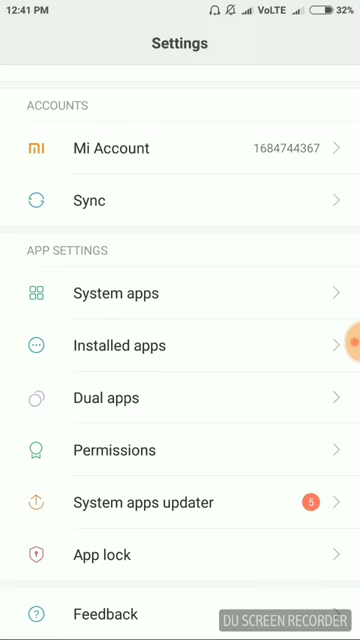 12:41 PM VoLTE 32%
Settings
ACCOUNTS
mi Mi Account 1684744367
Sync
APP SETTINGS
System apps
Installed apps
Dual apps
Permissions
System apps updater 5
App lock
? Feedback
DU SCREEN RECORDER